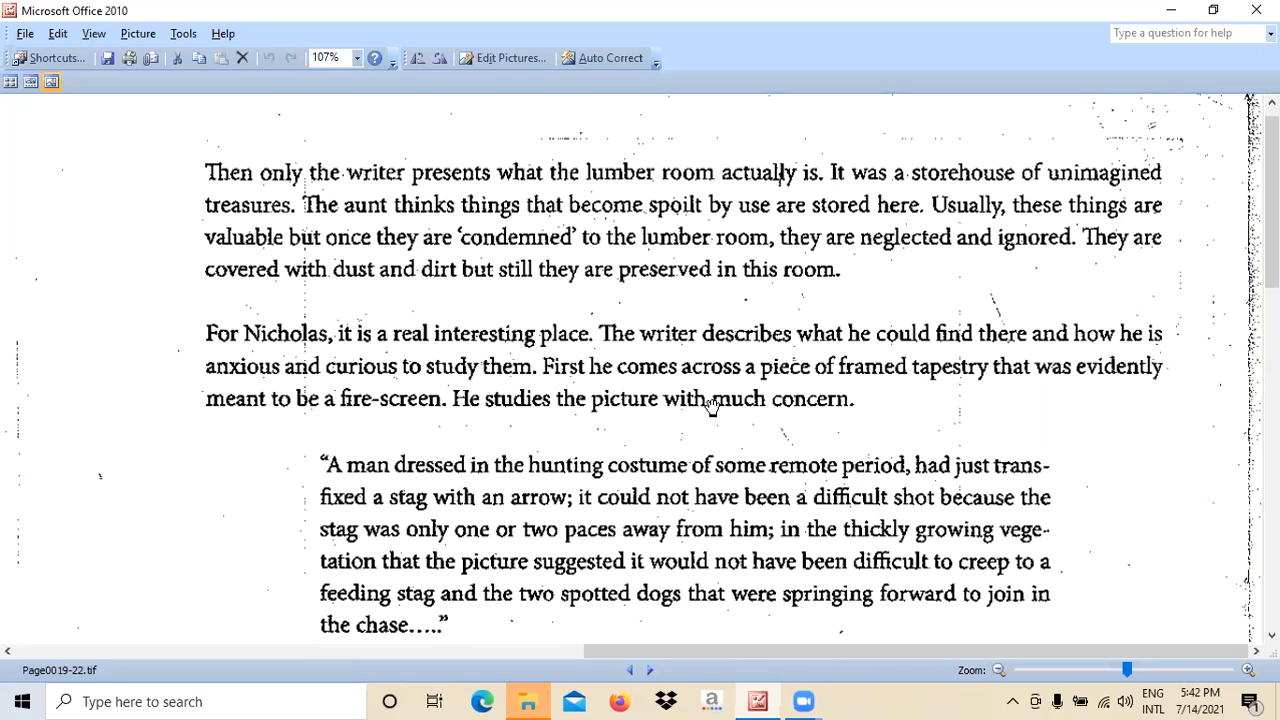 Microsoft Office 2010
File Edit View Picture Tools Help
Type a question for help
Shortcuts... 107% Edit Pictures... Auto Correct
Then only the writer presents what the lumber room actually is. It was a storehouse of unimagined
treasures. The aunt thinks things that become spoilt by use are stored here. Usually, these things are
valuable but once they are ‘condemned’ to the lumber room, they are neglected and ignored. They are
covered with dust and dirt but still they are preserved in this room.
For Nicholas, it is a real interesting place. The writer describes what he could find there and how he is
anxious and curious to study them. First he comes across a piece of framed tapestry that was evidently
meant to be a fire-screen. He studies the picture with much concern.
“A man dressed in the hunting costume of some remote period, had just trans-
fixed a stag with an arrow; it could not have been a difficult shot because the
stag was only one or two paces away from him; in the thickly growing vege-
tation that the picture suggested it would not have been difficult to creep to a
feeding stag and the two spotted dogs that were springing forward to join in
the chase…..”
Page0019-22.tif
Zoom:
Type here to search
ENG
INTL
5:42 PM
7/14/2021